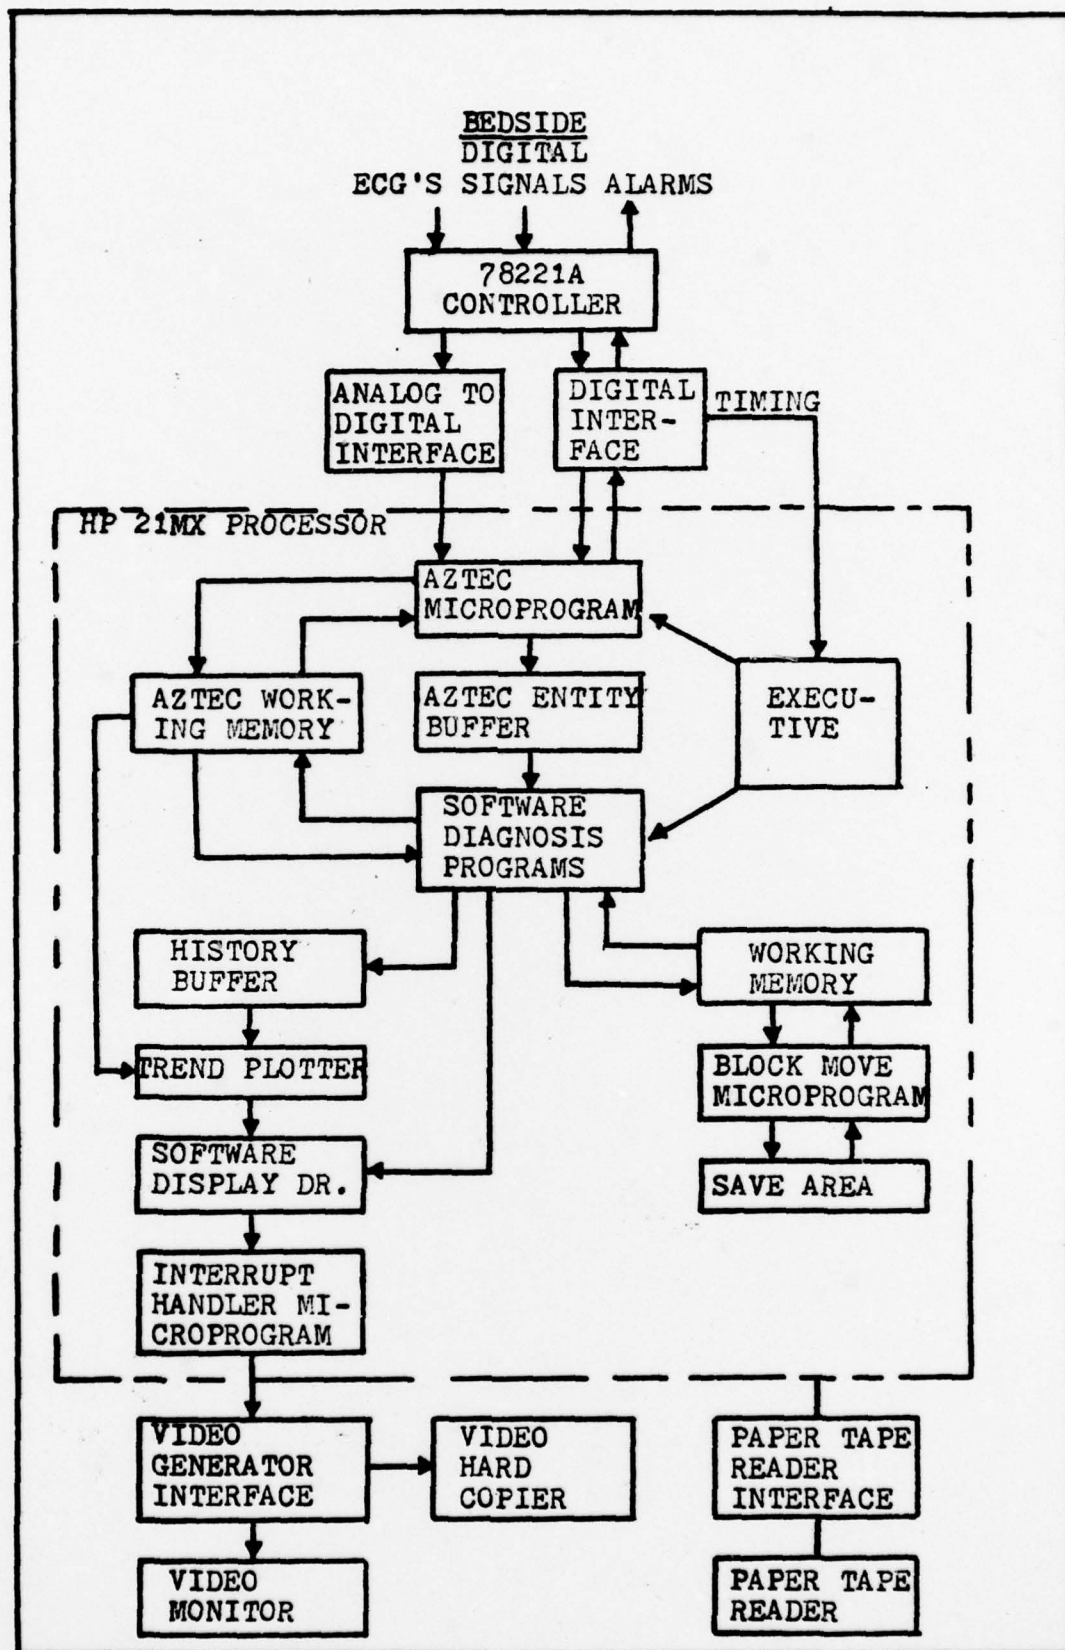 BEDSIDE
DIGITAL
ECG'S SIGNALS ALARMS
78221A
CONTROLLER
ANALOG TO
DIGITAL
INTERFACE
DIGITAL
INTER-
FACE
TIMING
HP 21MX PROCESSOR
AZTEC
MICROPROGRAM
AZTEC WORK-
ING MEMORY
AZTEC ENTITY
BUFFER
EXECU-
TIVE
SOFTWARE
DIAGNOSIS
PROGRAMS
HISTORY
BUFFER
WORKING
MEMORY
TREND PLOTTER
BLOCK MOVE
MICROPROGRAM
SOFTWARE
DISPLAY DR.
SAVE AREA
INTERRUPT
HANDLER MI-
CROPROGRAM
VIDEO
GENERATOR
INTERFACE
VIDEO
HARD
COPIER
PAPER TAPE
READER
INTERFACE
VIDEO
MONITOR
PAPER TAPE
READER